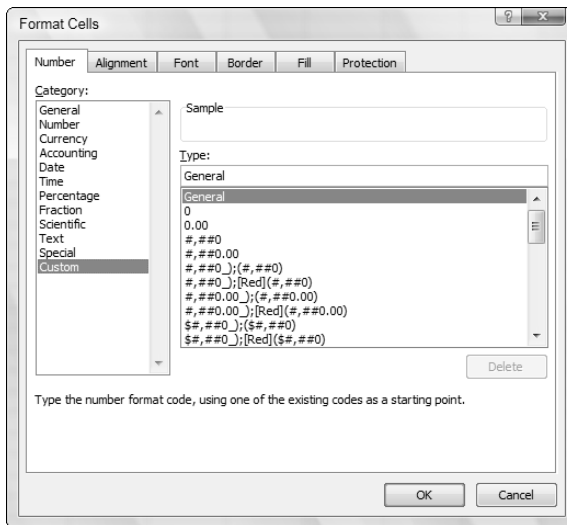 Format Cells
Number
Alignment
Font
Border
Fill
Protection
Category:
General
Number
Currency
Accounting
Date
Time
Percentage
Fraction
Scientific
Text
Special
Custom
Sample
Type:
General
General
0
0.00
#,##0
#,##0.00
#,##0_);(#,##0)
#,##0_);[Red](#,##0)
#,##0.00_);(#,##0.00)
#,##0.00_);[Red](#,##0.00)
$#,##0_);($#,##0)
$#,##0_);[Red]($#,##0)
Delete
Type the number format code, using one of the existing codes as a starting point.
OK
Cancel